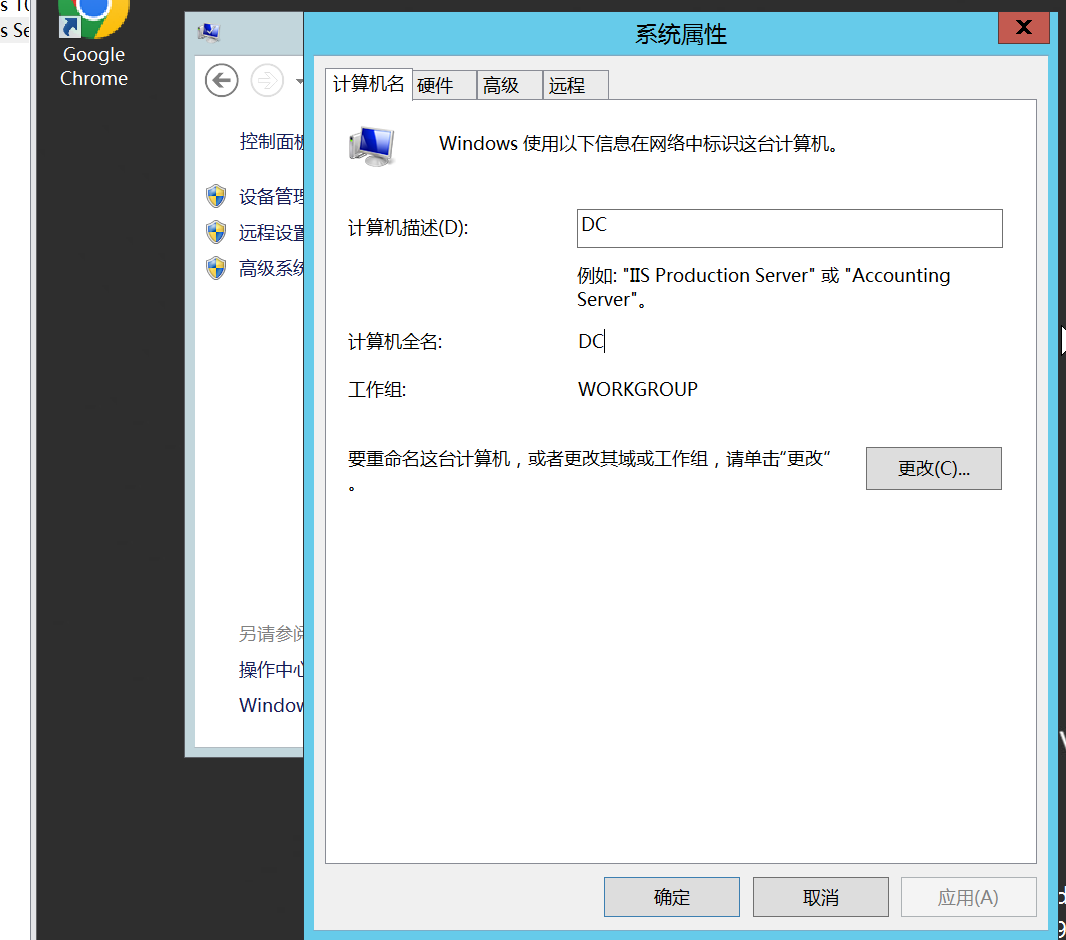 Google
Chrome
系统属性
计算机名
硬件
高级
远程
控制面板
设备管理
远程设置
高级系统
另请参阅
操作中心
Window
Windows 使用以下信息在网络中标识这台计算机。
计算机描述(D):
DC
例如: "IIS Production Server" 或 "Accounting
Server"。
计算机全名:
DC
工作组:
WORKGROUP
要重命名这台计算机，或者更改其域或工作组，请单击"更改"
。
更改(C)...
确定
取消
应用(A)